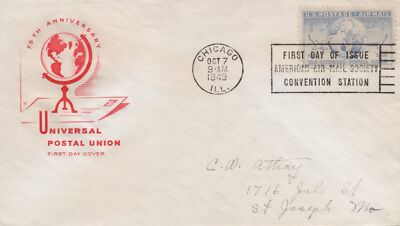 75TH ANNIVERSARY
UNIVERSAL
POSTAL UNION
FIRST DAY COVER
CHICAGO
OCT 7
9-AM
1949
ILL.
U.S. POSTAGE - AIR MAIL
FIRST DAY OF ISSUE
AMERICAN AIR MAIL SOCIETY
CONVENTION STATION
C. W.
1716 Jule St
St Joseph Mo.